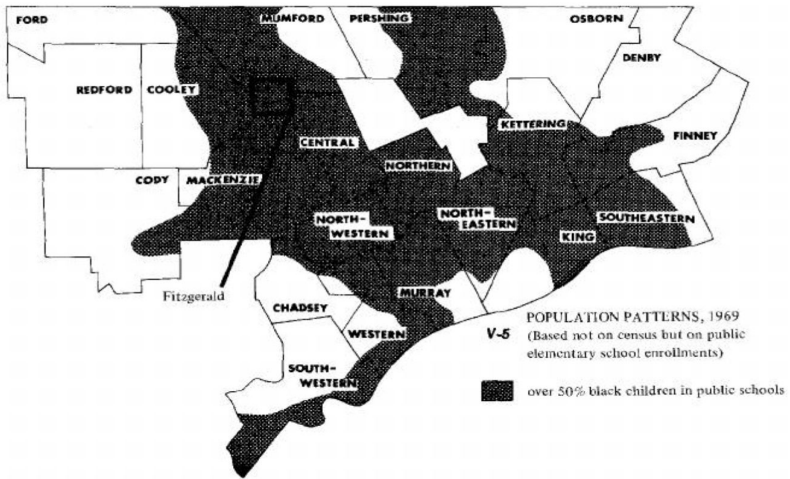 FORD
MUMFORD
PERSHING
OSBORN
DENBY
REDFORD
COOLEY
KETTERING
FINNEY
CENTRAL
NORTHERN
CODY
MACKENZIE
NORTH-
WESTERN
NORTH-
EASTERN
SOUTHEASTERN
KING
Fitzgerald
CHADSEY
MURRAY
WESTERN
SOUTH-
WESTERN
V-5
POPULATION PATTERNS, 1969
(Based not on census but on public
elementary school enrollments)
over 50% black children in public schools